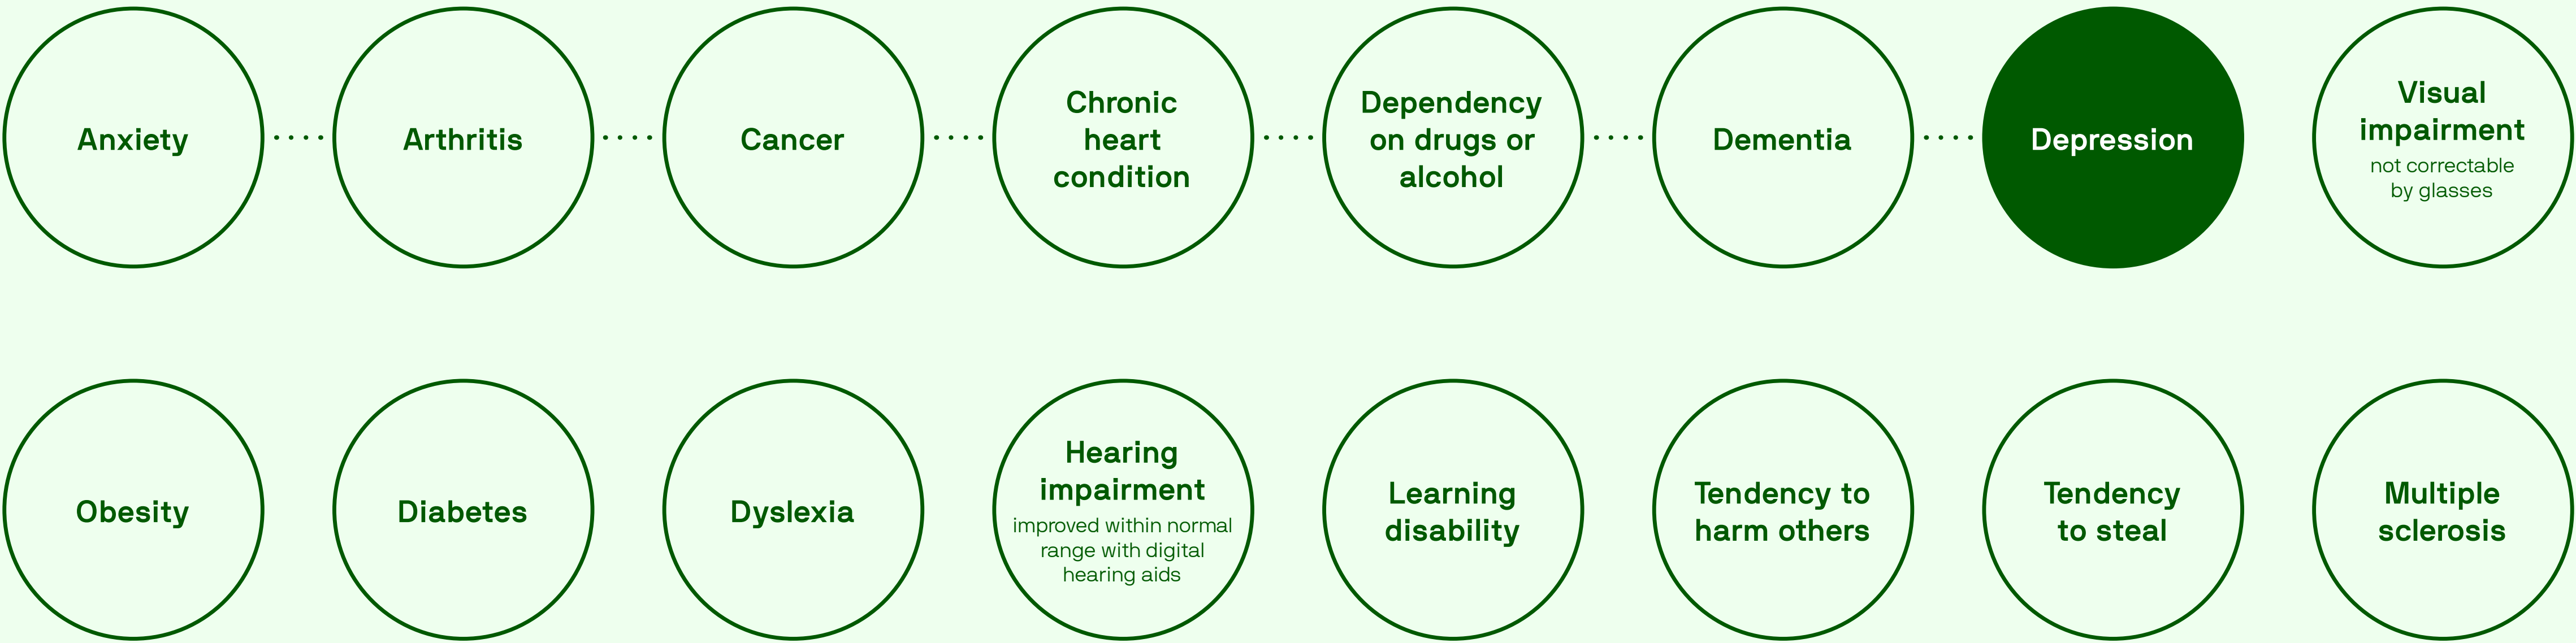 Anxiety
Arthritis
Cancer
Chronic
heart
condition
Dependency
on drugs or
alcohol
Dementia
Depression
Visual
impairment
not correctable
by glasses
Obesity
Diabetes
Dyslexia
Hearing
impairment
improved within normal
range with digital
hearing aids
Learning
disability
Tendency to
harm others
Tendency
to steal
Multiple
sclerosis